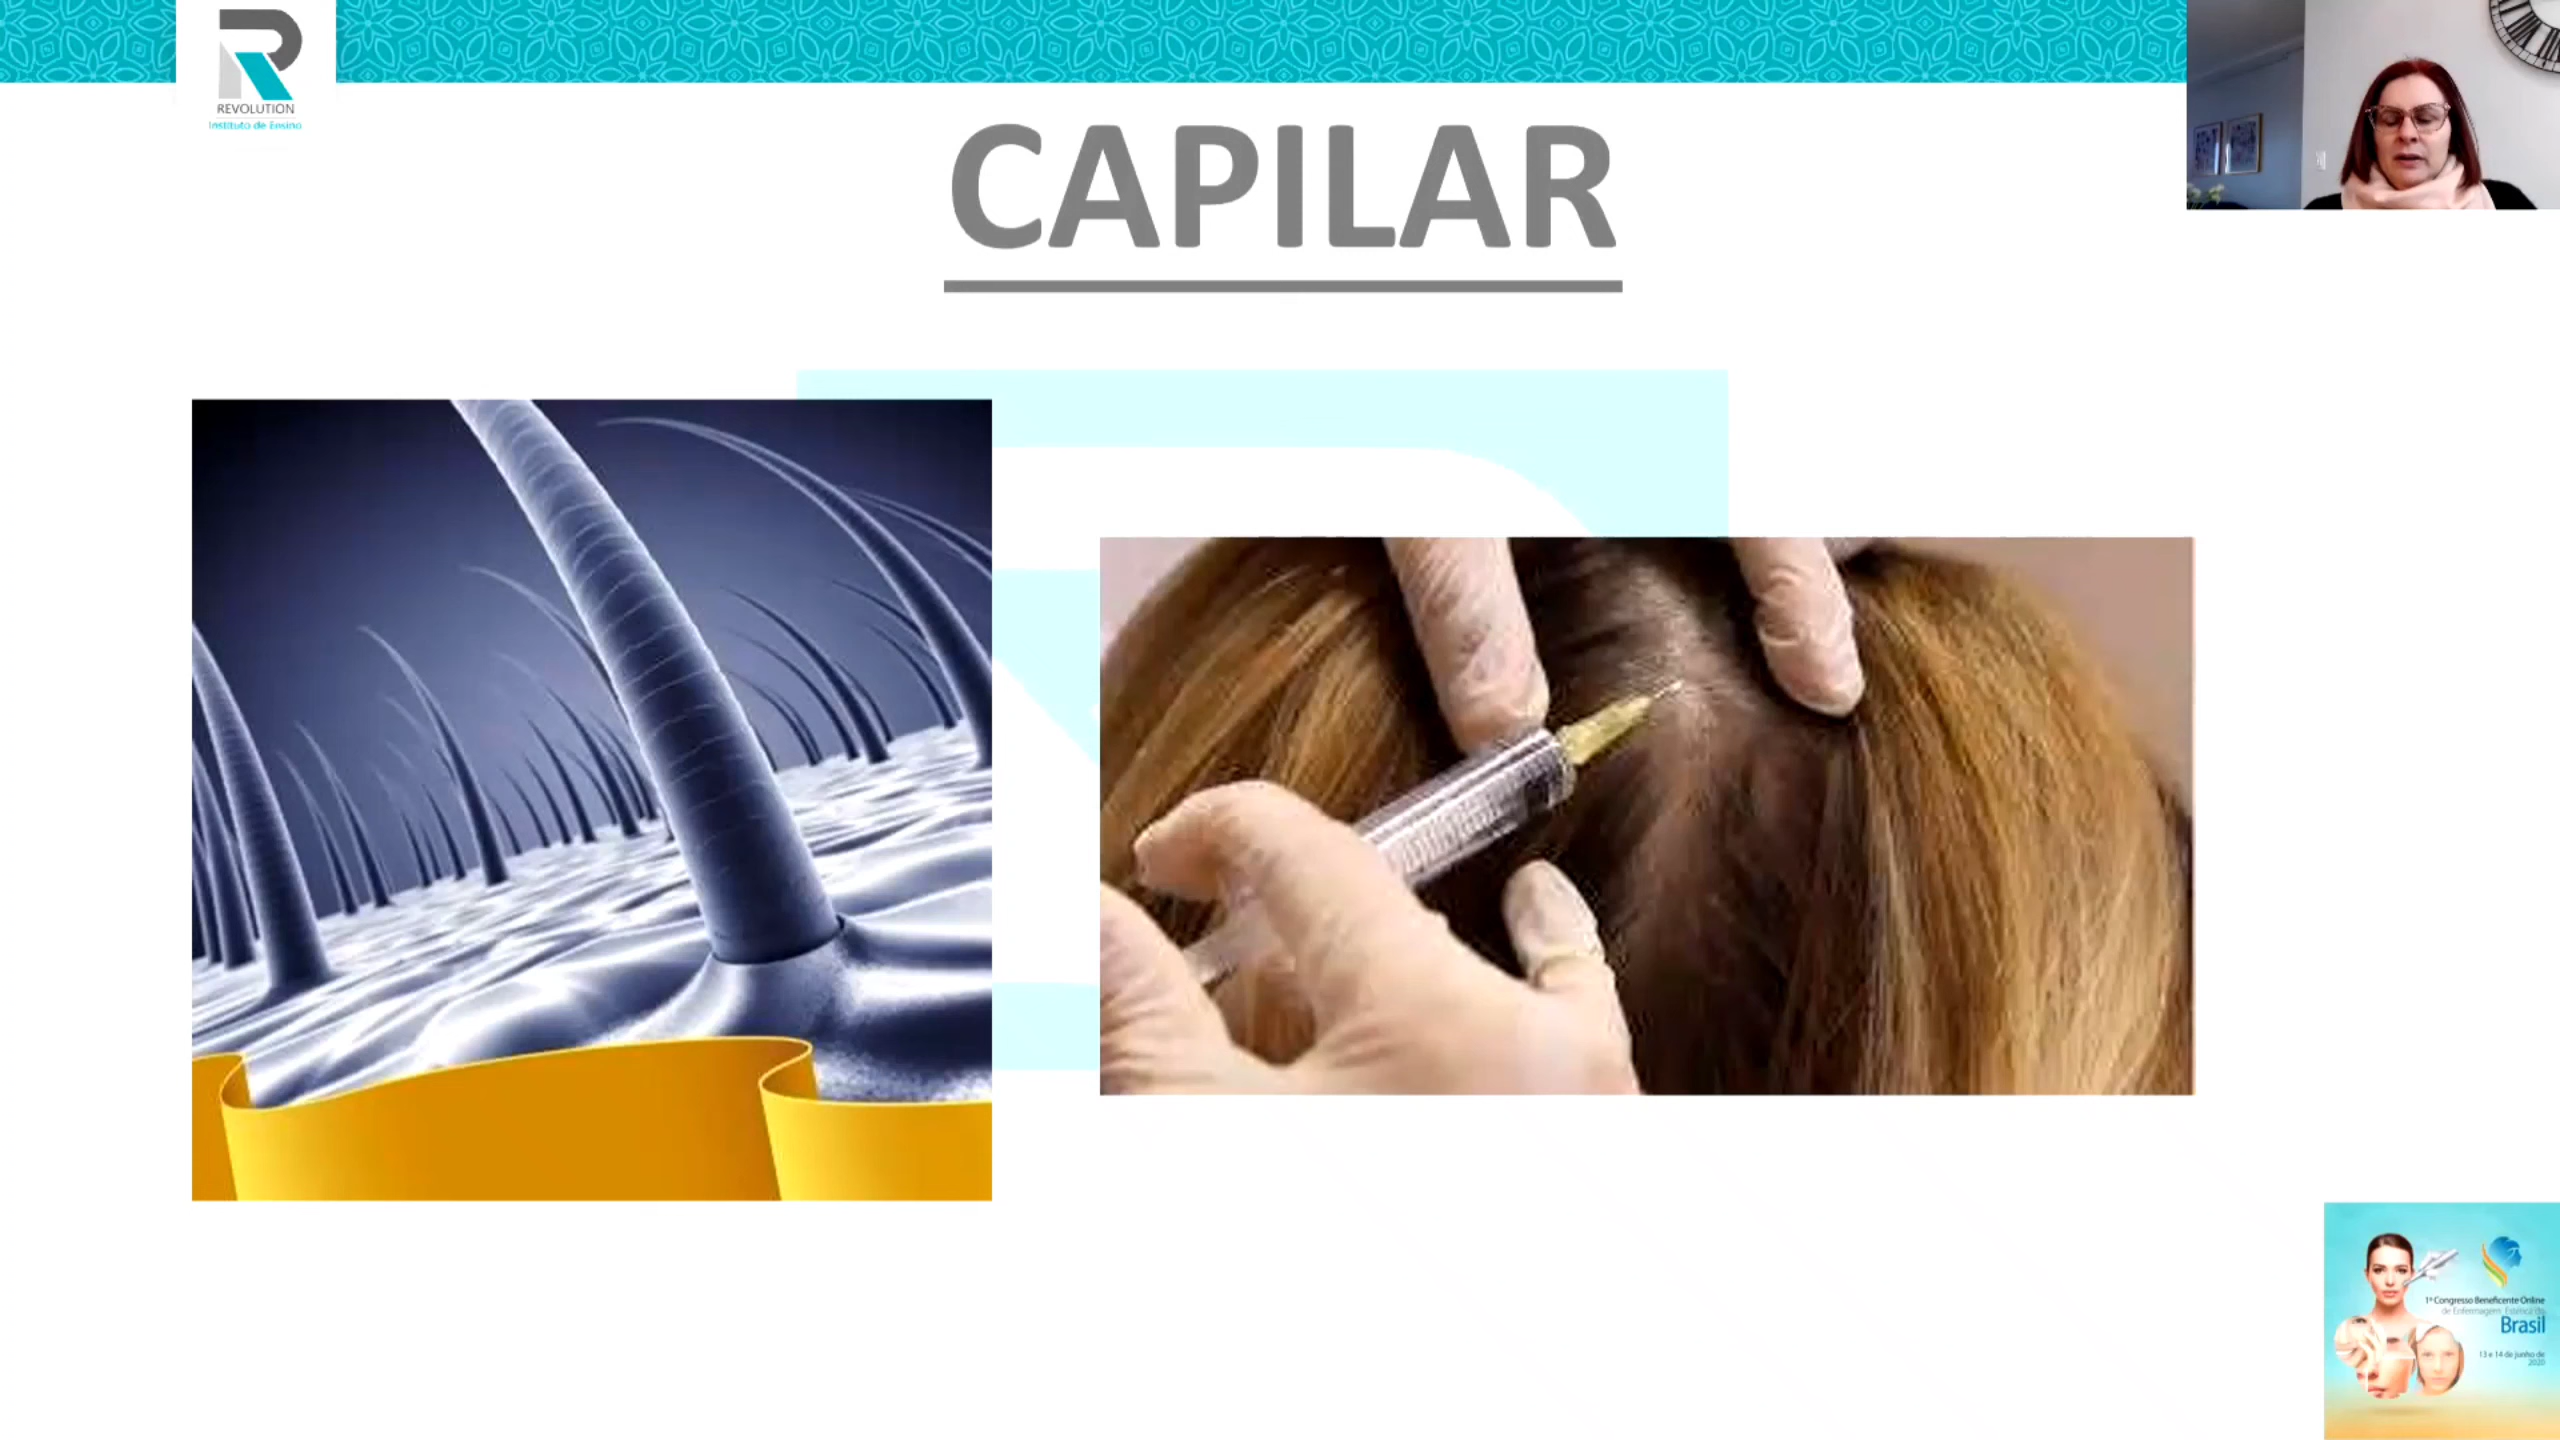 REVOLUTION
Instituto de Ensino
CAPILAR
1º Congresso Beneficente Online
de Enfermagem Estética do
Brasil
13 e 14 de junho de
2020